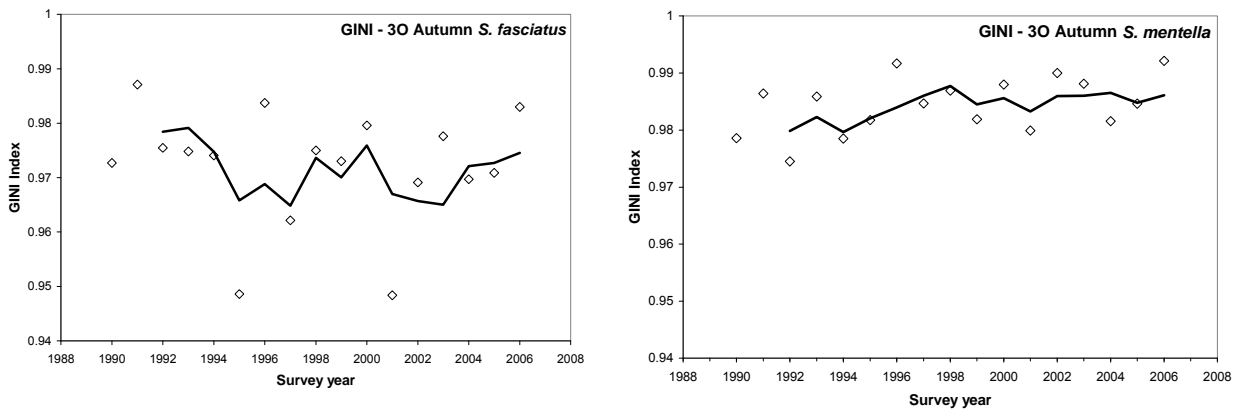 GINI - 3O Autumn S. fasciatus
GINI Index
1
0.99
0.98
0.97
0.96
0.95
0.94
1988 1990 1992 1994 1996 1998 2000 2002 2004 2006 2008
Survey year
GINI - 3O Autumn S. mentella
GINI Index
1
0.99
0.98
0.97
0.96
0.95
0.94
1988 1990 1992 1994 1996 1998 2000 2002 2004 2006 2008
Survey year